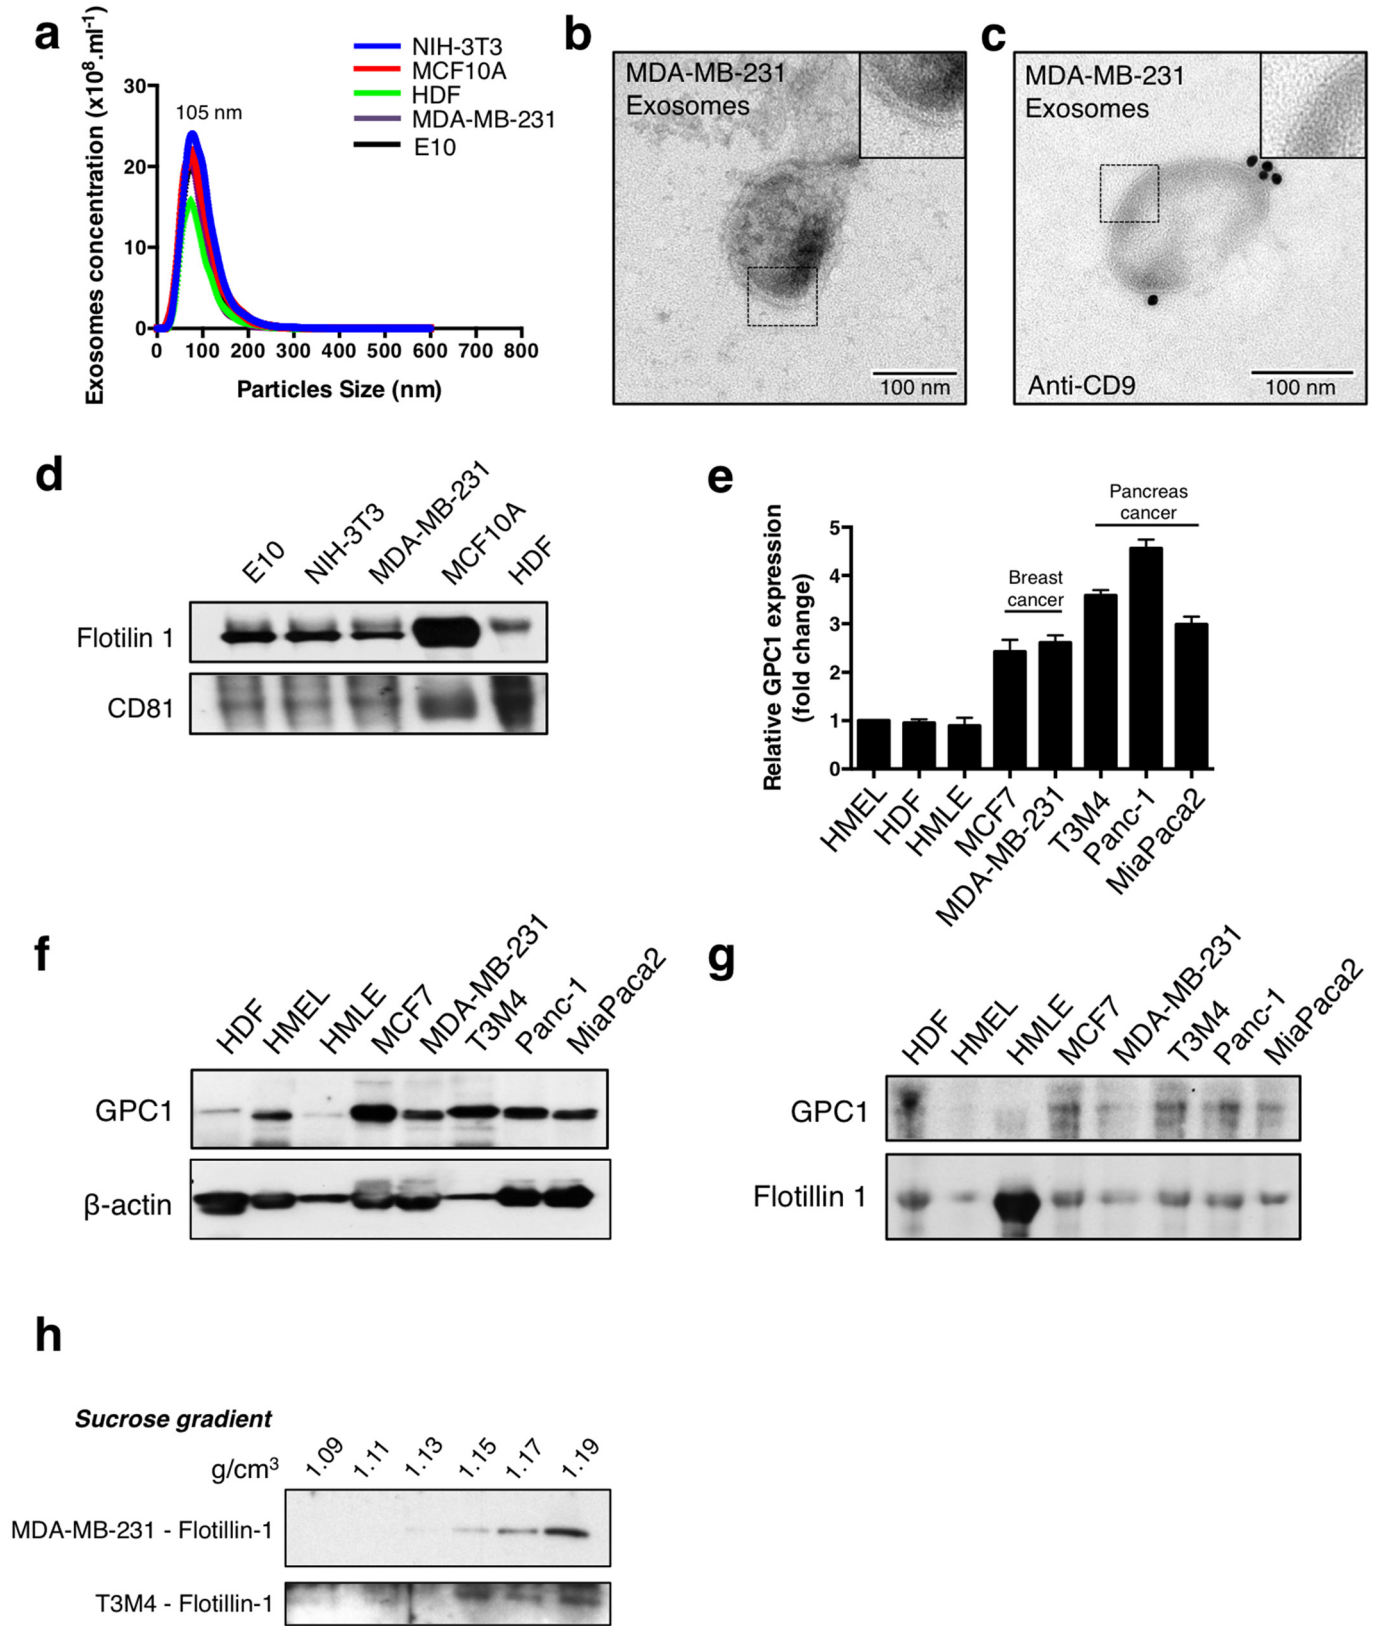 a
Exosomes concentration (x10⁸.ml⁻¹)
30
20
10
0
105 nm
NIH-3T3
MCF10A
HDF
MDA-MB-231
E10
0 100 200 300 400 500 600 700 800
Particles Size (nm)
b
MDA-MB-231
Exosomes
100 nm
c
MDA-MB-231
Exosomes
Anti-CD9
100 nm
d
E10 NIH-3T3 MDA-MB-231 MCF10A HDF
Flotilin 1
CD81
e
Relative GPC1 expression
(fold change)
5
4
3
2
1
0
Breast
cancer
Pancreas
cancer
HMEL HDF HMLE MCF7 MDA-MB-231 T3M4 Panc-1 MiaPaca2
f
HDF HMEL HMLE MCF7 MDA-MB-231 T3M4 Panc-1 MiaPaca2
GPC1
β-actin
g
HDF HMEL HMLE MCF7 MDA-MB-231 T3M4 Panc-1 MiaPaca2
GPC1
Flotillin 1
h
Sucrose gradient
g/cm³ 1.09 1.11 1.13 1.15 1.17 1.19
MDA-MB-231 - Flotillin-1
T3M4 - Flotillin-1